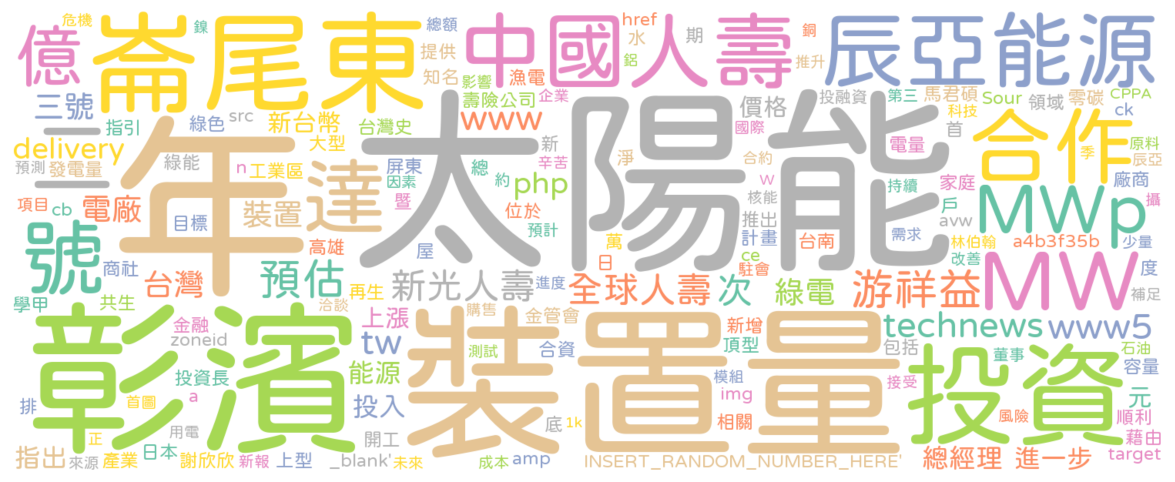 危機 鎳 總額 href 水 期 銅
億 崙尾東 中國人壽 辰亞能源
提供 鋁 推升
知名 漁電 影響
三號 壽險公司 企業 價格 投融資 第三 馬君碩 Sour 領域 零碳 CPPA
科技 ck
指引 綠色 src 新台幣 台灣史 www 國際 首 電量 合作 原料
delivery 大型 新 淨 季
預測 發電量 綠能 總 辛苦 合約 辰亞
二 年 達 太陽能
n 工業區 屏東 因素 約 php w 核能 持續 家庭 廠商
項目 cb 電廠 裝置 暨 位於 推出 戶 MWp 攝
目標 預計 計畫 avw
號 高雄 屋 萬 台南 需求 林伯翰 a4b3f35b 少量
日 ce 改善
商社 預估 新光人壽 進度 駐會 MW 度
台灣 全球人壽 次 綠電 游祥益 補足
學甲 共生 再生 洽談 購售 金管會
彰濱 金融 上漲 裝置量 新增 technews www5
zoneid tw 測試 合資 頂型 包括 投資 石油
投資長 能源 模組 董事 容量
a img 接受 元
排 首圖 投入 底 1k 相關 風險 順利
正 用電 開工 藉由
指出 來源 產業 日本 謝欣欣 新報 上型 _blank' 未來 成本 amp INSERT_RANDOM_NUMBER_HERE' 總經理 進一步 target